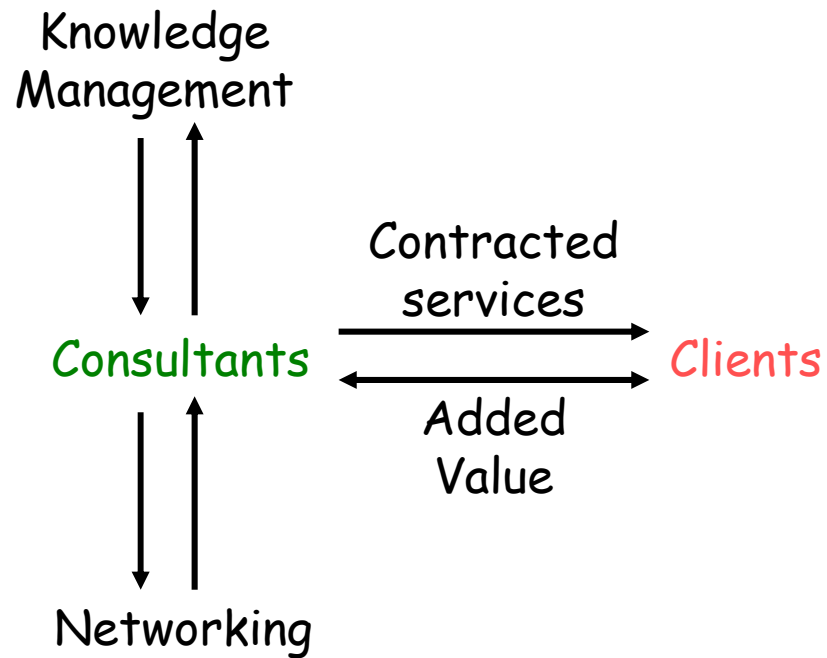 Knowledge
Management
Contracted
services
Consultants
Clients
Added
Value
Networking